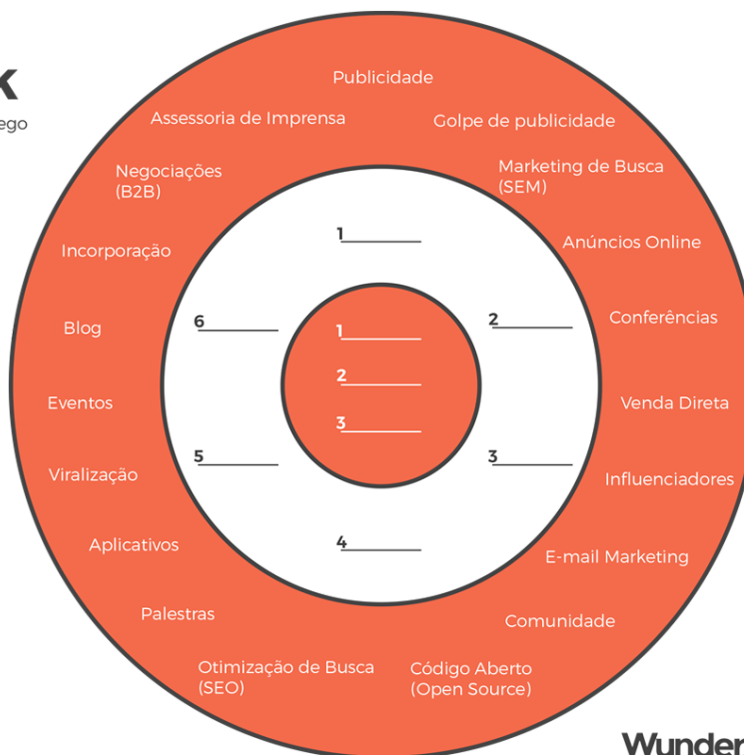 k
ego
Publicidade
Assessoria de Imprensa
Golpe de publicidade
Negociações
(B2B)
Marketing de Busca
(SEM)
Incorporação
1
Anúncios Online
Blog
6
2
Conferências
1
2
3
Eventos
Venda Direta
Viralização
5
3
Influenciadores
Aplicativos
4
E-mail Marketing
Palestras
Comunidade
Otimização de Busca
(SEO)
Código Aberto
(Open Source)
Wunder